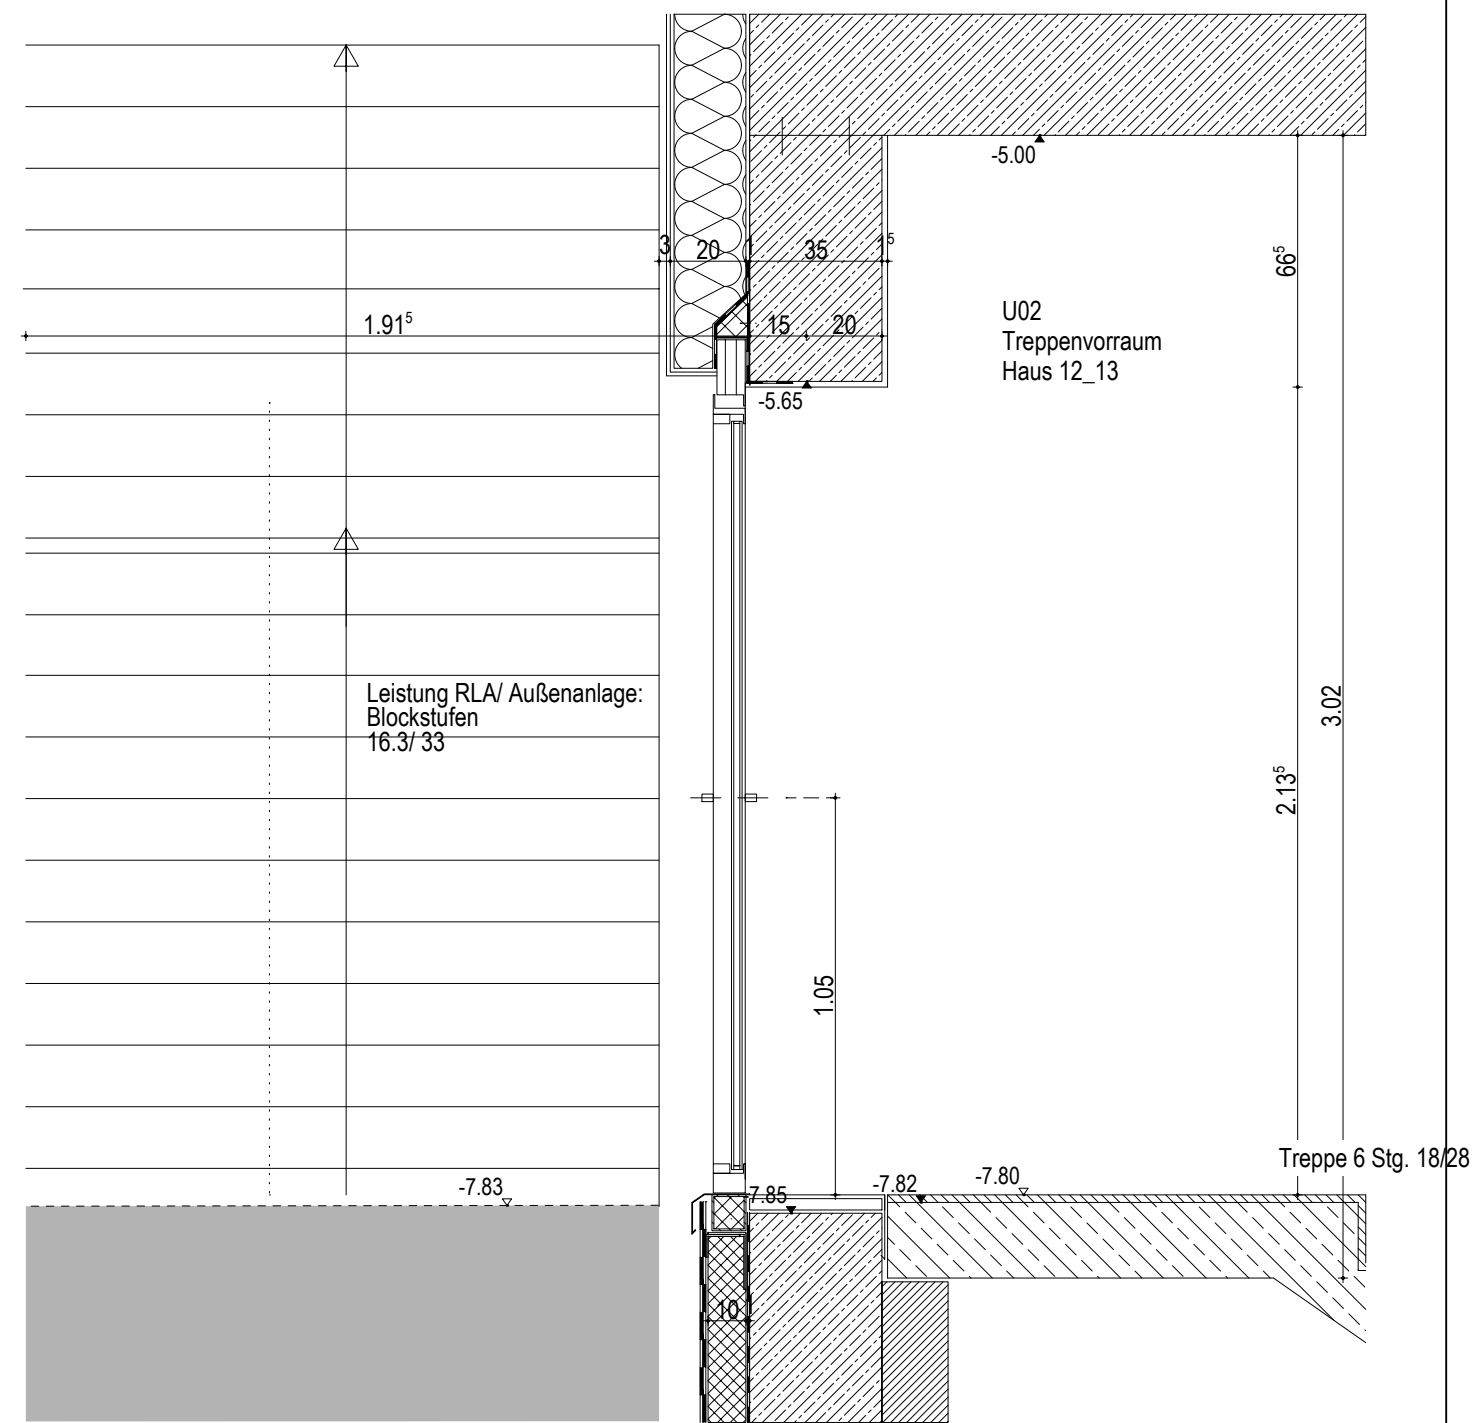 -5.00
3 20 1 35 1⁵
66⁵
1.91⁵
15 20
U02
Treppenvorraum
Haus 12_13
-5.65
Leistung RLA/ Außenanlage:
Blockstufen
16.3/ 33
3.02
2.13⁵
1.05
Treppe 6 Stg. 18/28
-7.83
-7.85
-7.82
-7.80
10